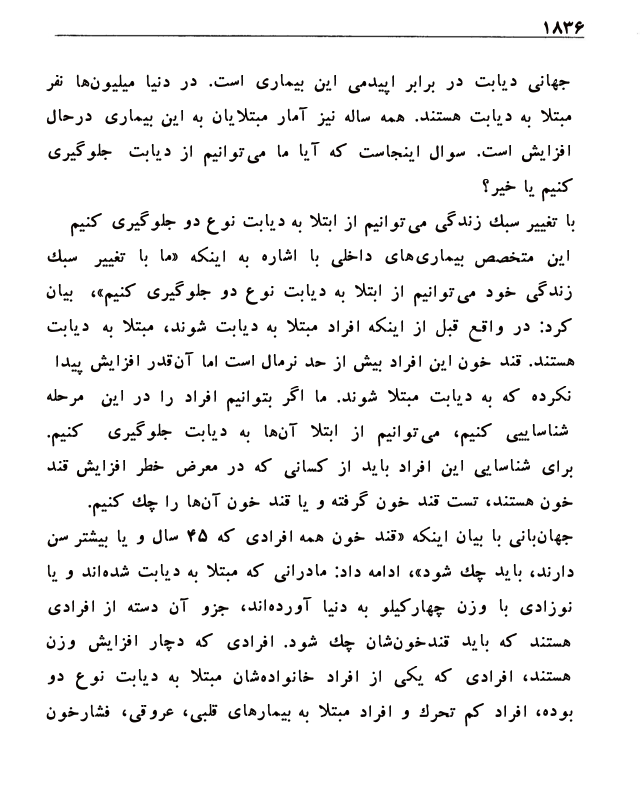 ۱۸۳۶
جهانی دیابت در برابر اپیدمی این بیماری است. در دنیا میلیون‌ها نفر
مبتلا به دیابت هستند. همه ساله نیز آمار مبتلایان به این بیماری درحال
افزایش است. سوال اینجاست که آیا ما می‌توانیم از دیابت جلوگیری
کنیم یا خیر؟
با تغییر سبك زندگی می‌توانیم از ابتلا به دیابت نوع دو جلوگیری کنیم
این متخصص بیماری‌های داخلی با اشاره به اینکه «ما با تغییر سبك
زندگی خود می‌توانیم از ابتلا به دیابت نوع دو جلوگیری کنیم»، بیان
کرد: در واقع قبل از اینکه افراد مبتلا به دیابت شوند، مبتلا به دیابت
هستند. قند خون این افراد بیش از حد نرمال است اما آن‌قدر افزایش پیدا
نکرده که به دیابت مبتلا شوند. ما اگر بتوانیم افراد را در این مرحله
شناساییی کنیم، می‌توانیم از ابتلا آن‌ها به دیابت جلوگیری کنیم.
برای شناسایی این افراد باید از کسانی که در معرض خطر افزایش قند
خون هستند، تست قند خون گرفته و یا قند خون آن‌ها را چك کنیم.
جهان‌بانی با بیان اینکه «قند خون همه افرادی که ۴۵ سال و یا بیشتر سن
دارند، باید چك شود»، ادامه داد: مادرانی که مبتلا به دیابت شده‌اند و یا
نوزادی با وزن چهارکیلو به دنیا آورده‌اند، جزو آن دسته از افرادی
هستند که باید قندخون‌شان چك شود. افرادی که دچار افزایش وزن
هستند، افرادی که یکی از افراد خانواده‌شان مبتلا به دیابت نوع دو
بوده، افراد کم تحرك و افراد مبتلا به بیمارهای قلبی، عروقی، فشارخون